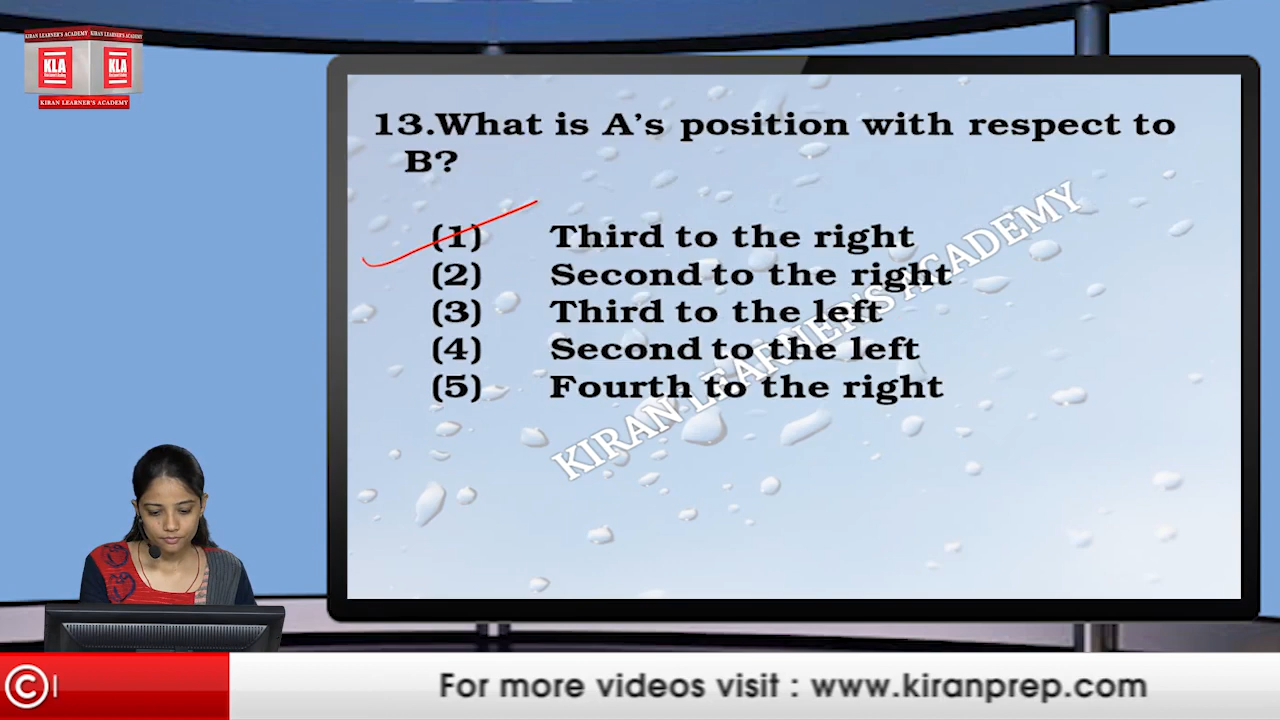 KIRAN LEARNER'S ACADEMY KIRAN LEARNER'S ACADEMY
KLA KLA
KIRAN LEARNER'S ACADEMY
13.What is A's position with respect to
B?
(1) Third to the right
(2) Second to the right
(3) Third to the left
(4) Second to the left
(5) Fourth to the right
KIRAN LEARNER'S ACADEMY
© For more videos visit : www.kiranprep.com